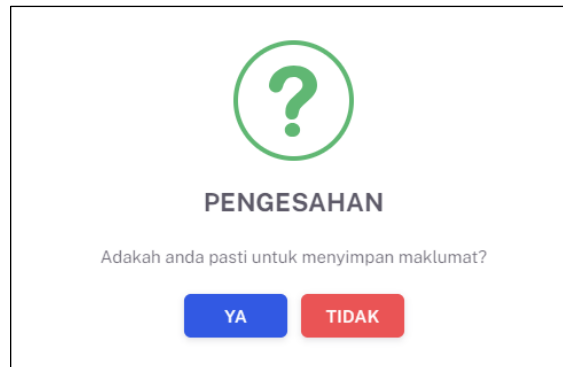 ?
PENGESAHAN
Adakah anda pasti untuk menyimpan maklumat?
YA
TIDAK